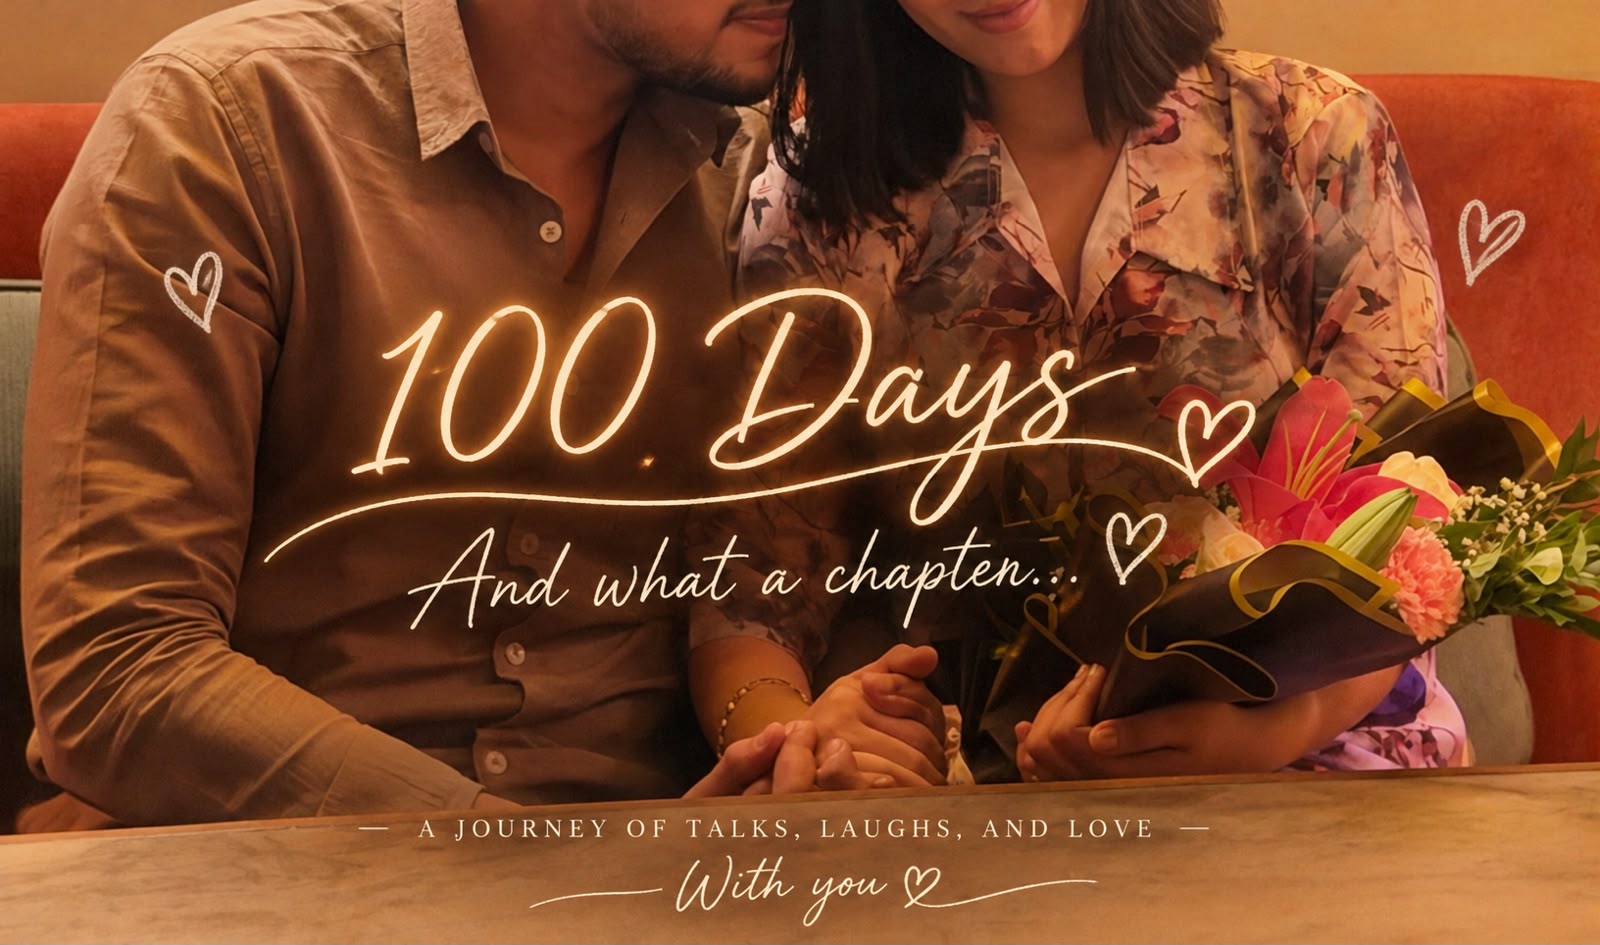 100 Days
And what a chapten...
A JOURNEY OF TALKS, LAUGHS, AND LOVE
With you